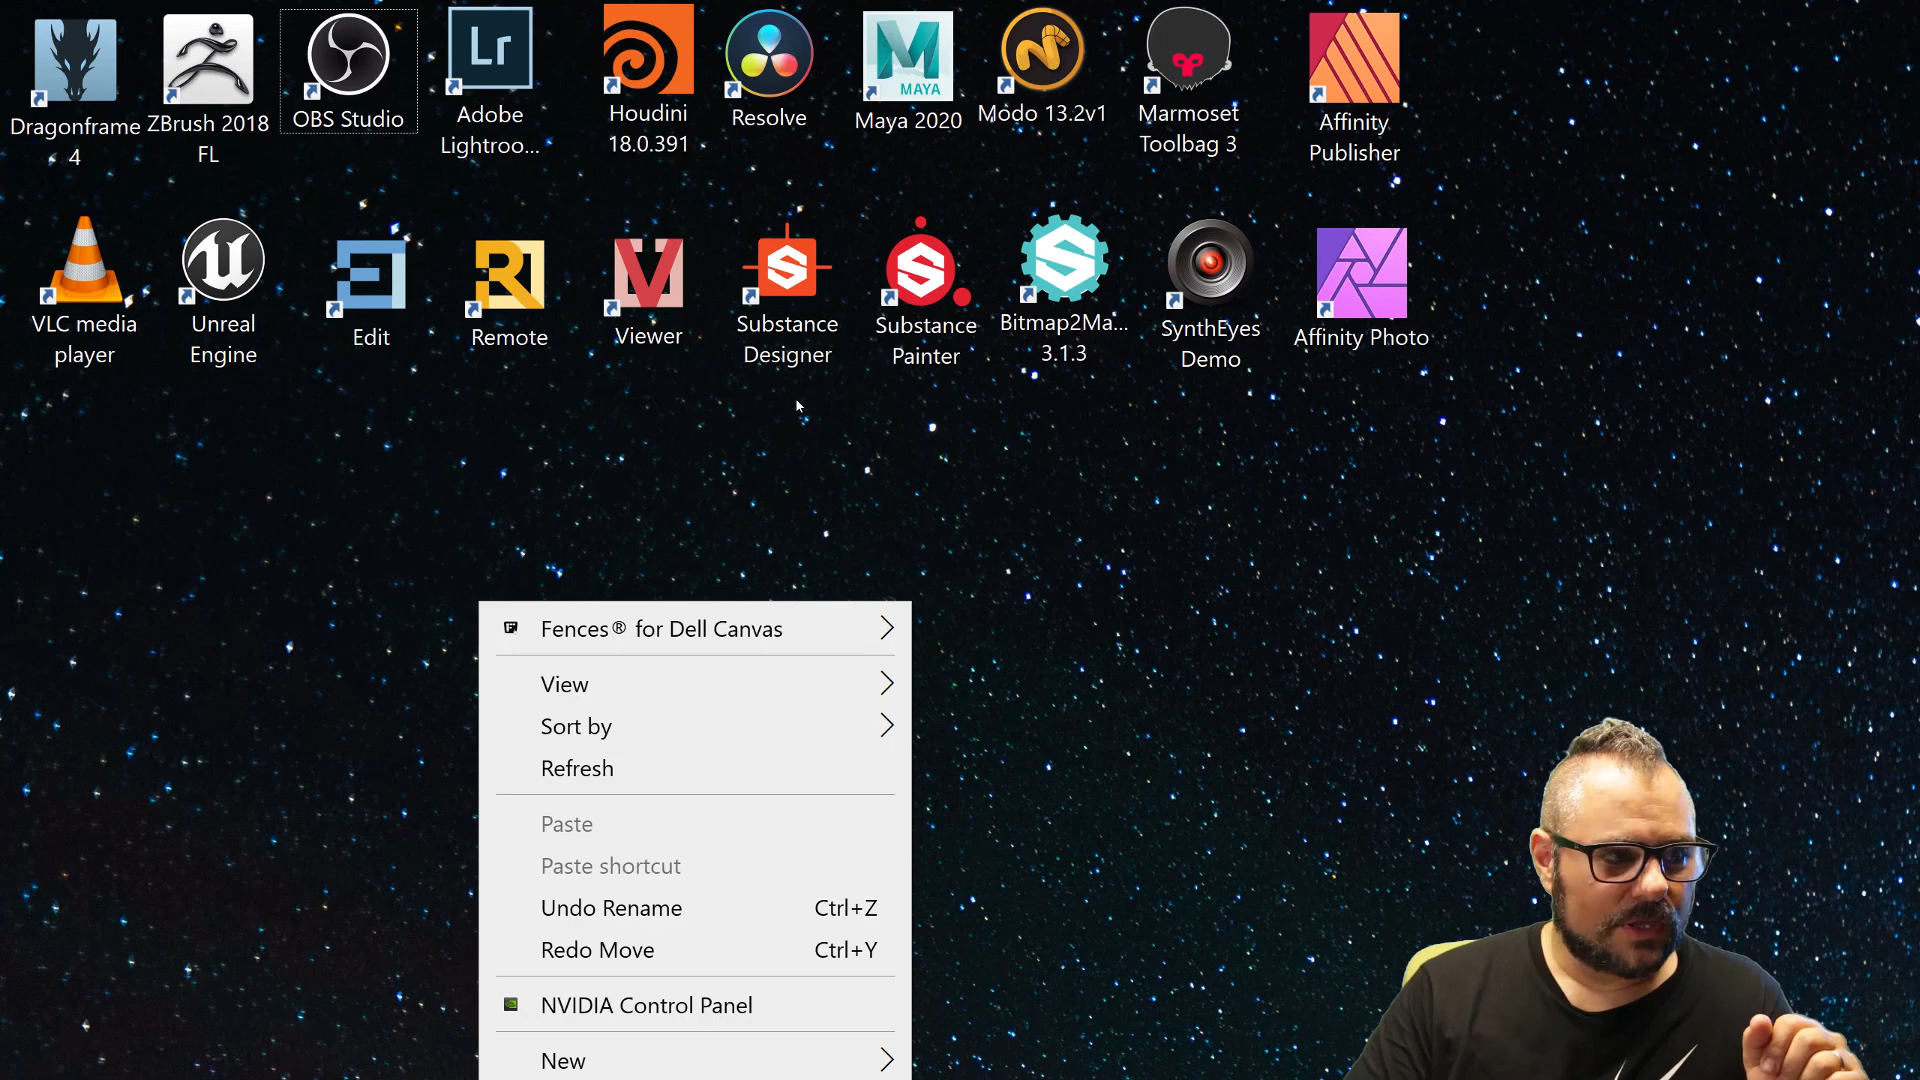 Dragonframe
4
ZBrush 2018
FL
OBS Studio
Lr
Adobe
Lightroo...
Houdini
18.0.391
Resolve
MAYA
Maya 2020
Modo 13.2v1
Marmoset
Toolbag 3
Affinity
Publisher
VLC media
player
Unreal
Engine
E
Edit
R
Remote
V
Viewer
S
Substance
Designer
S
Substance
Painter
S
Bitmap2Ma...
3.1.3
SynthEyes
Demo
Affinity Photo
Fences® for Dell Canvas
View
Sort by
Refresh
Paste
Paste shortcut
Undo Rename Ctrl+Z
Redo Move Ctrl+Y
NVIDIA Control Panel
New